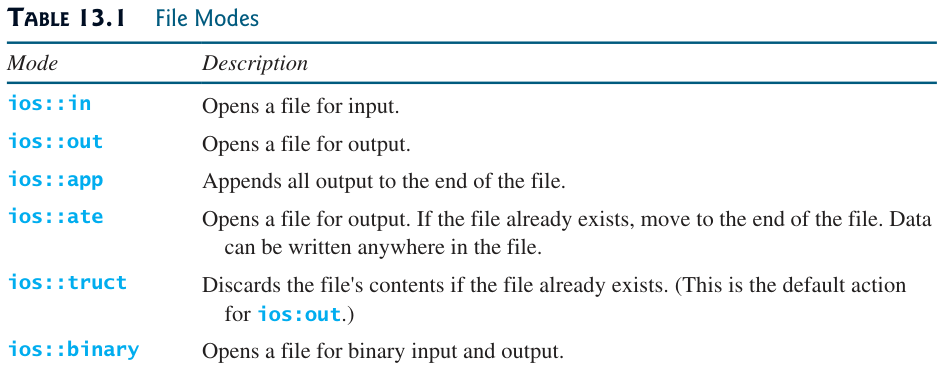 TABLE 13.1 File Modes
Mode Description
ios::in Opens a file for input.
ios::out Opens a file for output.
ios::app Appends all output to the end of the file.
ios::ate Opens a file for output. If the file already exists, move to the end of the file. Data
can be written anywhere in the file.
ios::truct Discards the file's contents if the file already exists. (This is the default action
for ios:out.)
ios::binary Opens a file for binary input and output.